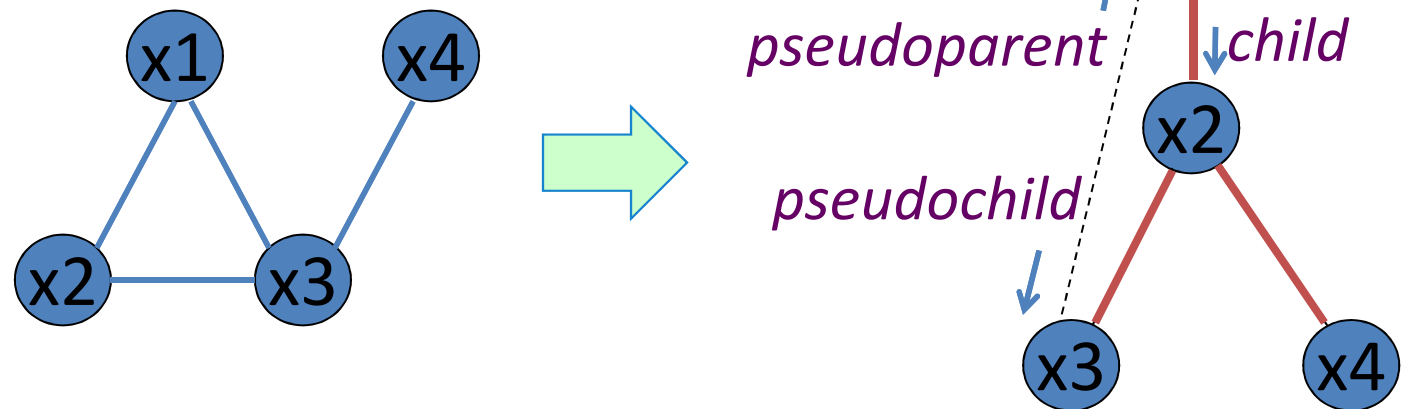 x1
x4
x2
x3
pseudoparent
child
x2
pseudochild
x3
x4